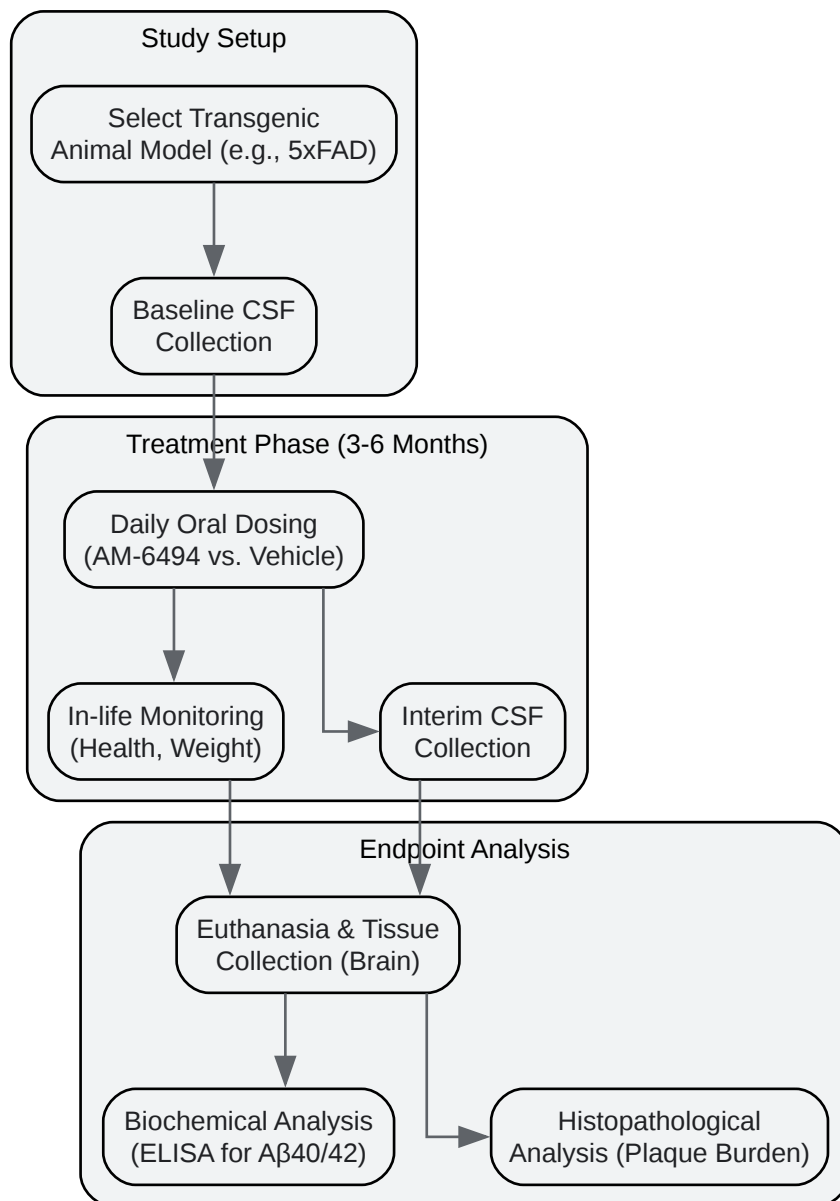 Study Setup
Select Transgenic
Animal Model (e.g., 5xFAD)
Baseline CSF
Collection
Treatment Phase (3-6 Months)
Daily Oral Dosing
(AM-6494 vs. Vehicle)
In-life Monitoring
(Health, Weight)
Interim CSF
Collection
Endpoint Analysis
Euthanasia & Tissue
Collection (Brain)
Biochemical Analysis
(ELISA for Aβ40/42)
Histopathological
Analysis (Plaque Burden)